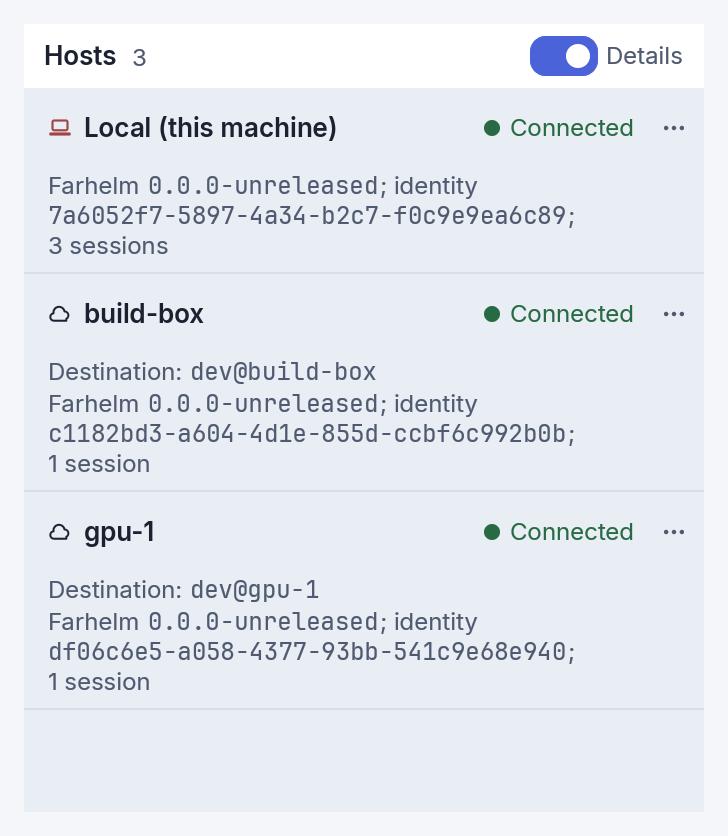 Hosts 3 Details
Local (this machine) Connected
Farhelm 0.0.0-unreleased; identity
7a6052f7-5897-4a34-b2c7-f0c9e9ea6c89;
3 sessions
build-box Connected
Destination: dev@build-box
Farhelm 0.0.0-unreleased; identity
c1182bd3-a604-4d1e-855d-ccbf6c992b0b;
1 session
gpu-1 Connected
Destination: dev@gpu-1
Farhelm 0.0.0-unreleased; identity
df06c6e5-a058-4377-93bb-541c9e68e940;
1 session